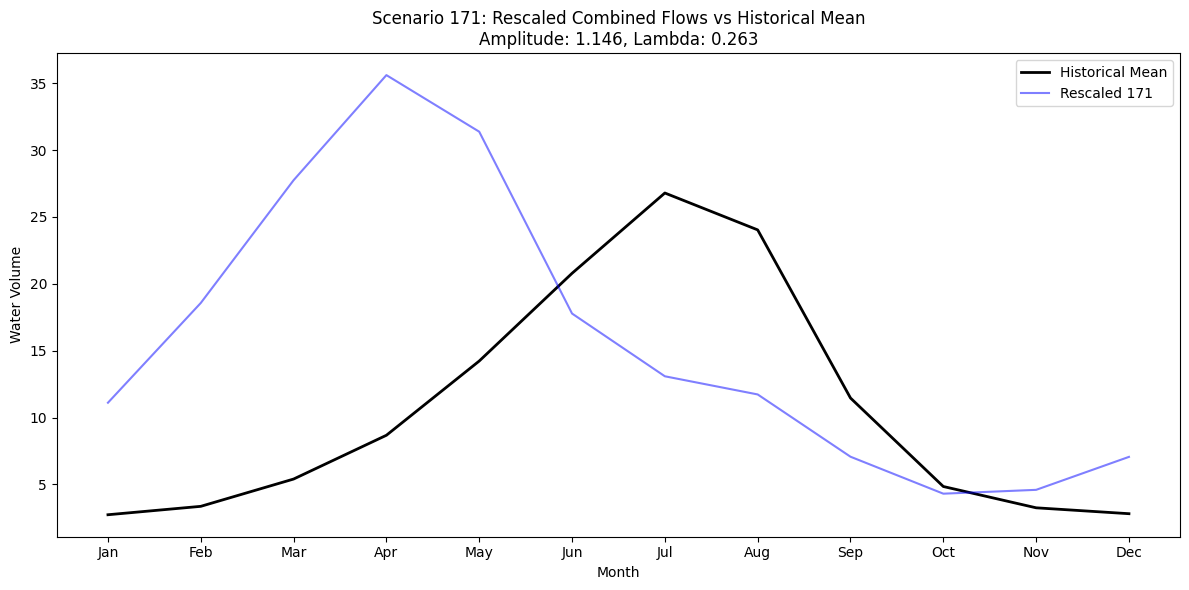 Scenario 171: Rescaled Combined Flows vs Historical Mean
Amplitude: 1.146, Lambda: 0.263
Historical Mean
Rescaled 171
Water Volume
35
30
25
20
15
10
5
Jan Feb Mar Apr May Jun Jul Aug Sep Oct Nov Dec
Month